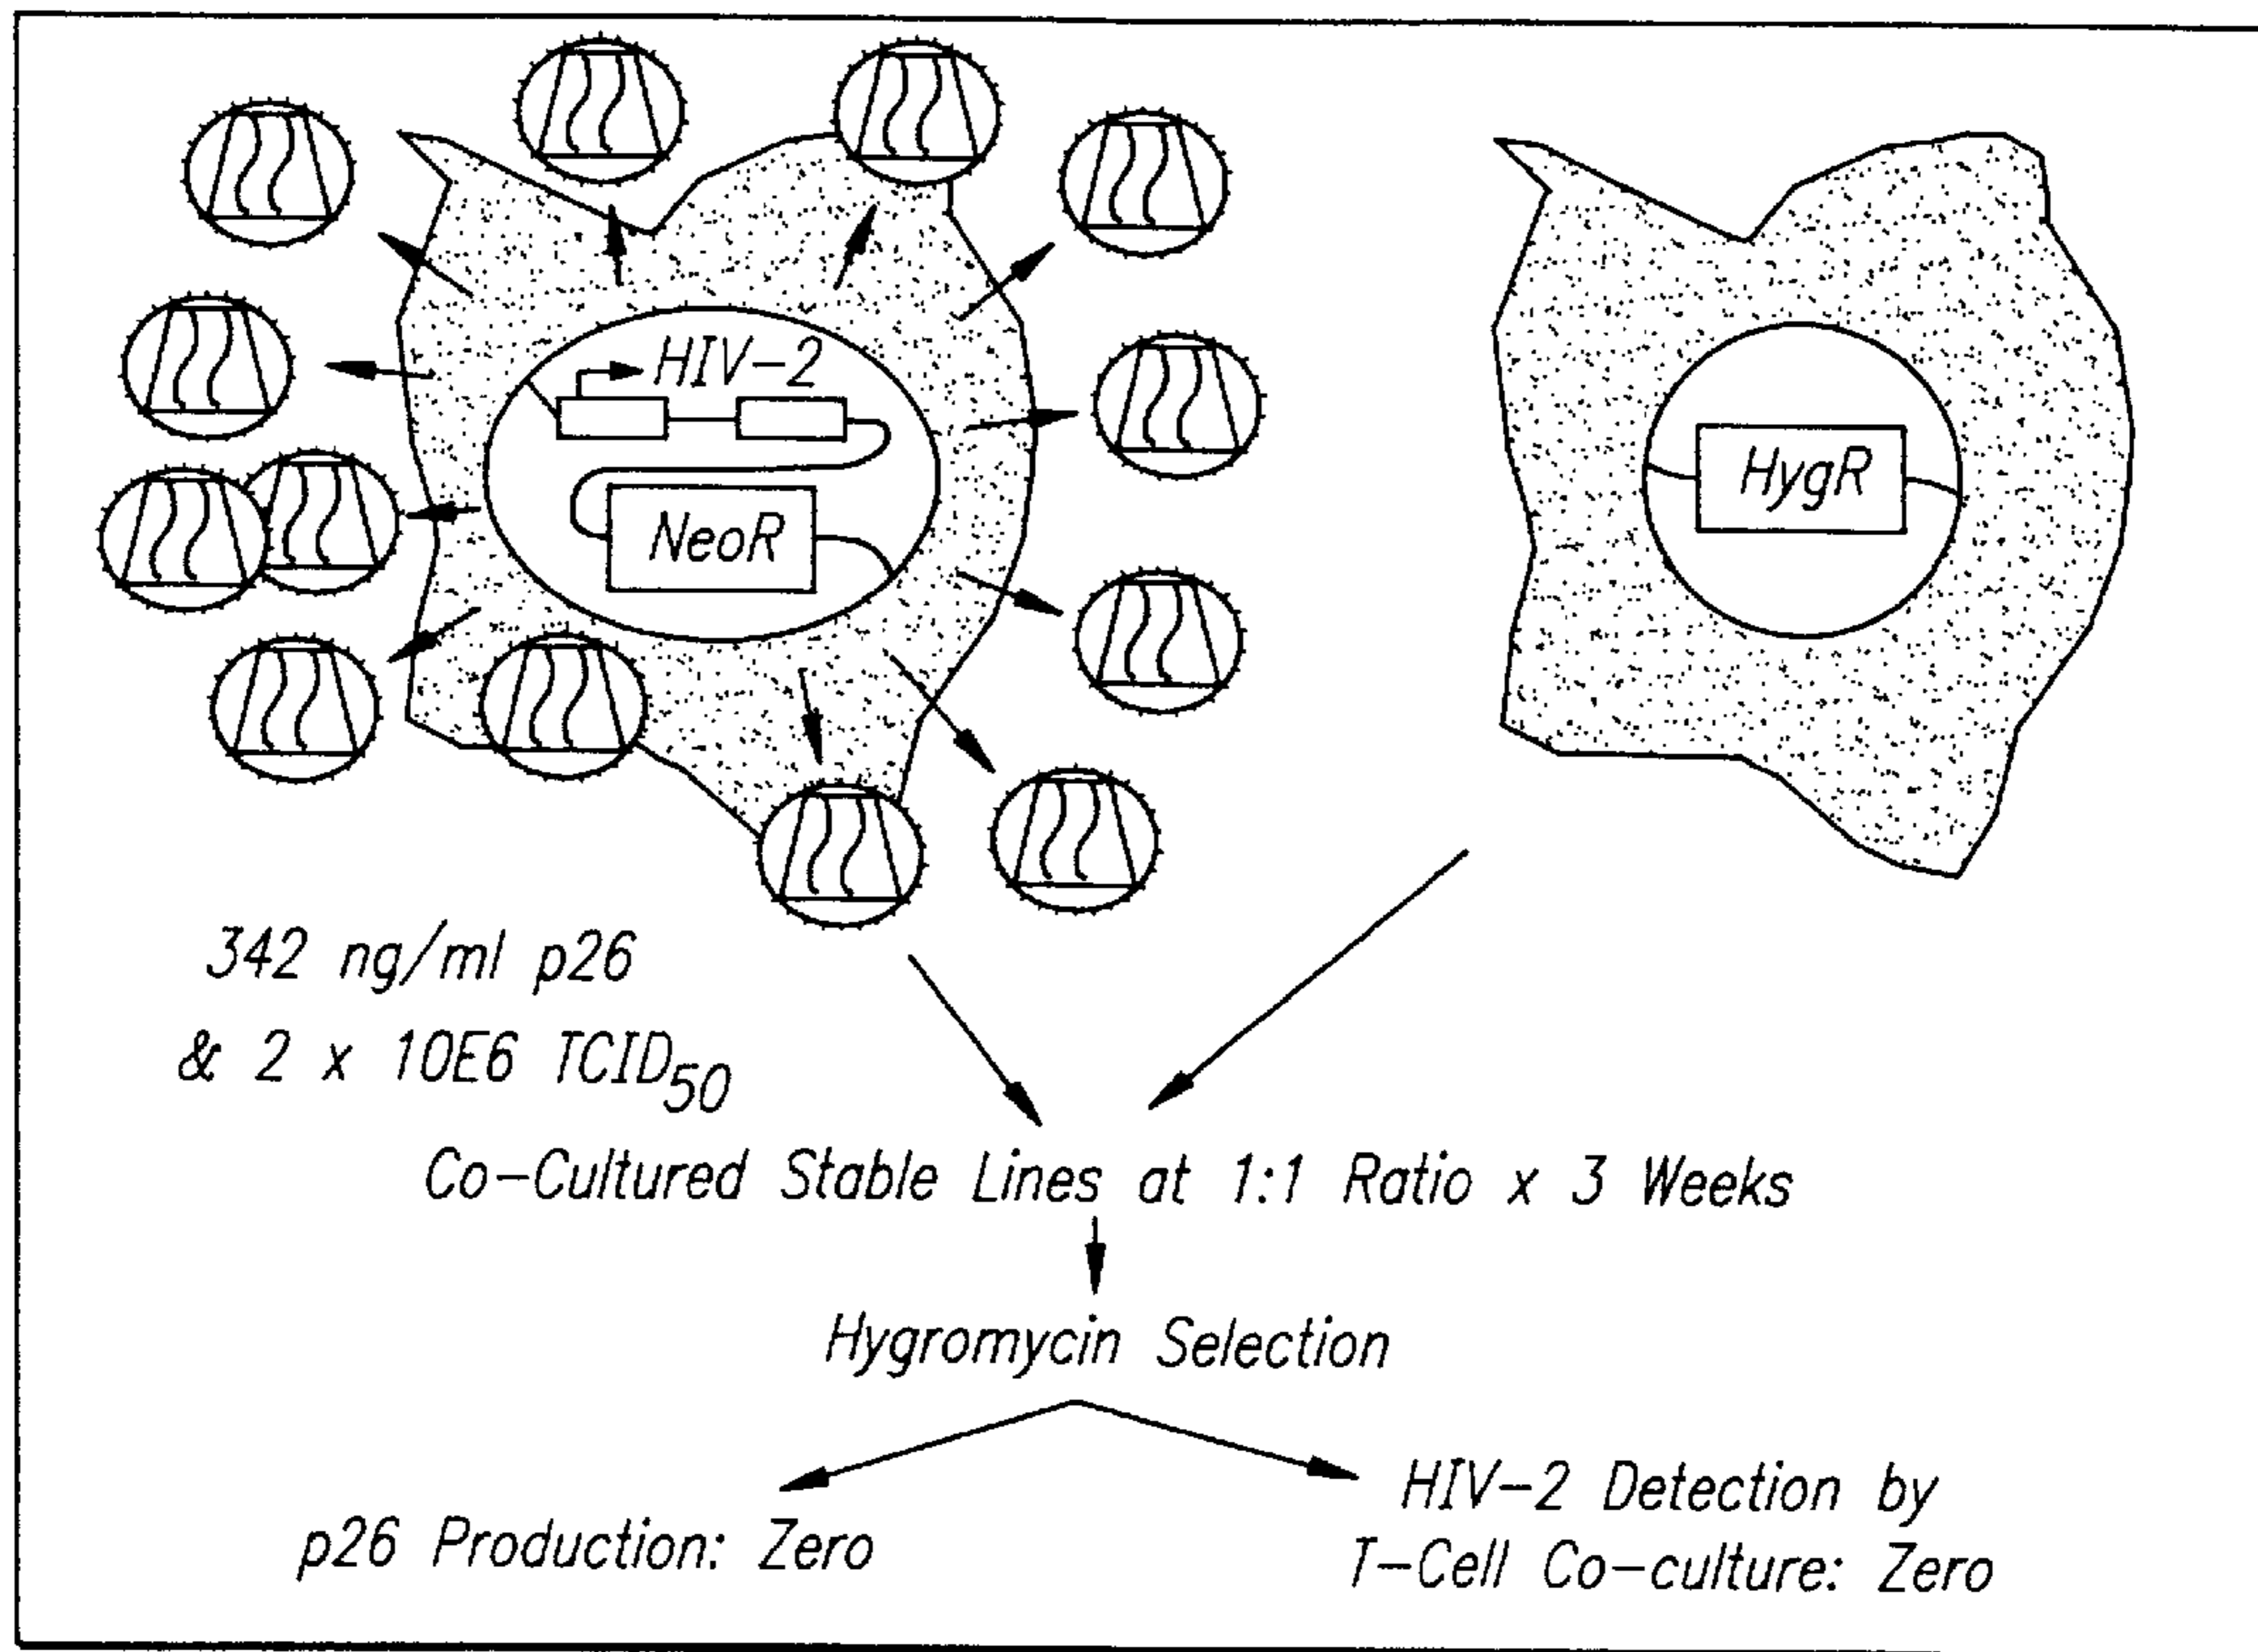 HIV-2
NeoR
HygR
342 ng/ml p26
& 2 x 10E6 TCID50
Co-Cultured Stable Lines at 1:1 Ratio x 3 Weeks
Hygromycin Selection
p26 Production: Zero
HIV-2 Detection by
T-Cell Co-culture: Zero